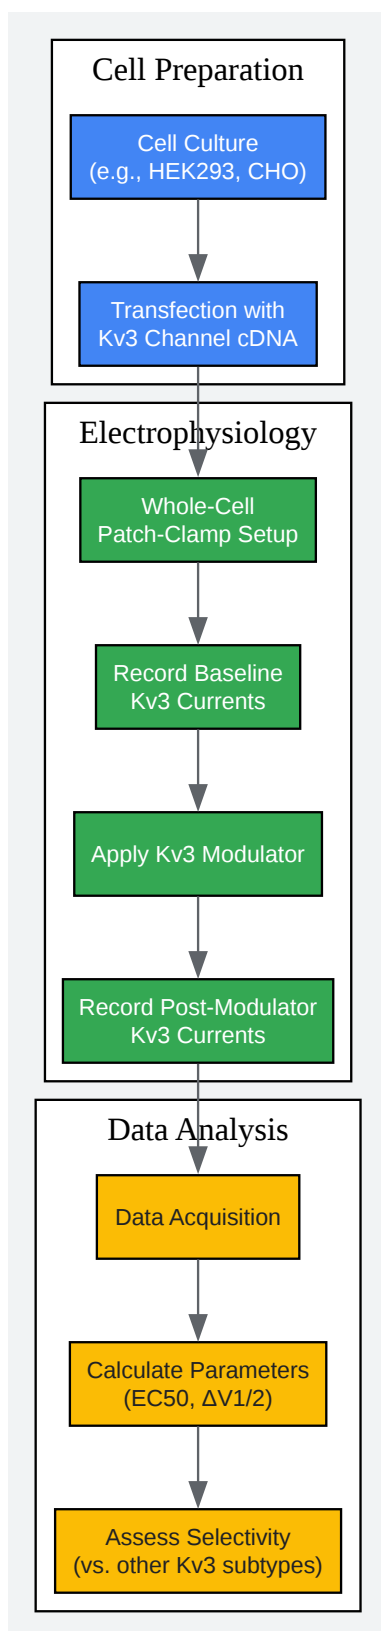 Cell Preparation
Cell Culture
(e.g., HEK293, CHO)
Transfection with
Kv3 Channel cDNA
Electrophysiology
Whole-Cell
Patch-Clamp Setup
Record Baseline
Kv3 Currents
Apply Kv3 Modulator
Record Post-Modulator
Kv3 Currents
Data Analysis
Data Acquisition
Calculate Parameters
(EC50, ΔV1/2)
Assess Selectivity
(vs. other Kv3 subtypes)